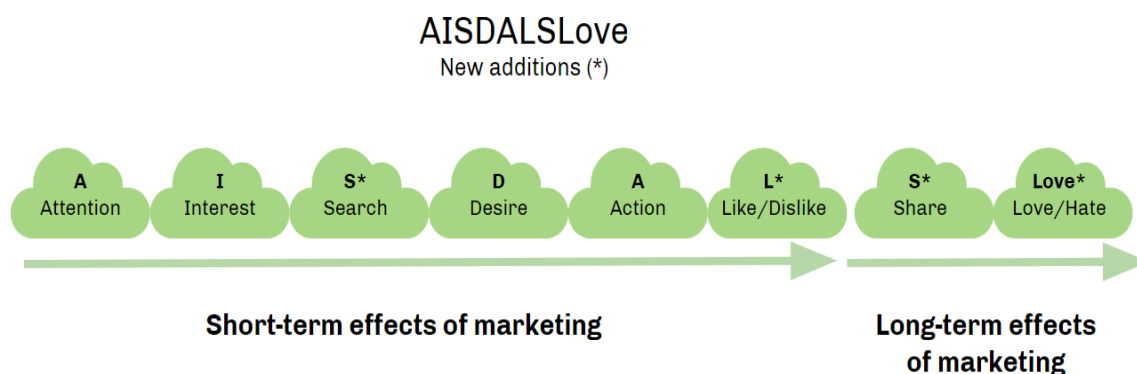 AISDALSLove
New additions (*)
A
Attention
I
Interest
S*
Search
D
Desire
A
Action
L*
Like/Dislike
S*
Share
Love*
Love/Hate
Short-term effects of marketing
Long-term effects
of marketing